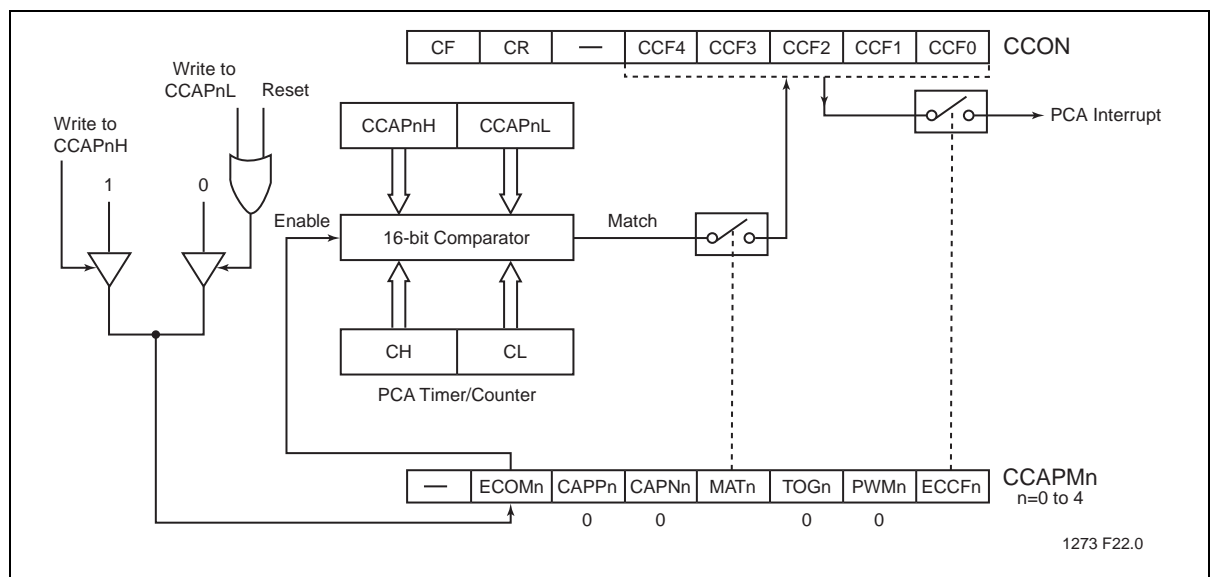 CF CR — CCF4 CCF3 CCF2 CCF1 CCF0 CCON
Write to
CCAPnL Reset
Write to
CCAPnH
CCAPnH CCAPnL
PCA Interrupt
1 0
Enable
16-bit Comparator
Match
CH CL
PCA Timer/Counter
— ECOMn CAPPn CAPNn MATn TOGn PWMn ECCFn CCAPMn
n=0 to 4
0 0 0 0
1273 F22.0